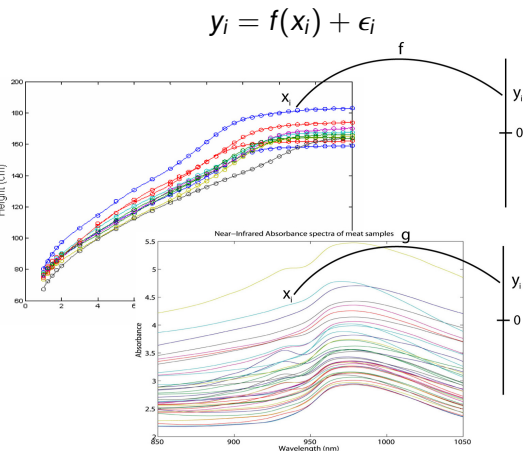 yᵢ = f(xᵢ) + ϵᵢ
f
200
180
160
140
120
100
80
60
Height (cm)
0 2 4 6
xᵢ
yᵢ
0
Near−Infrared Absorbance spectra of meat samples
g
5.5
5
4.5
4
3.5
3
2.5
2
Absorbance
850 900 950 1000 1050
Wavelength (nm)
xᵢ
yᵢ
0